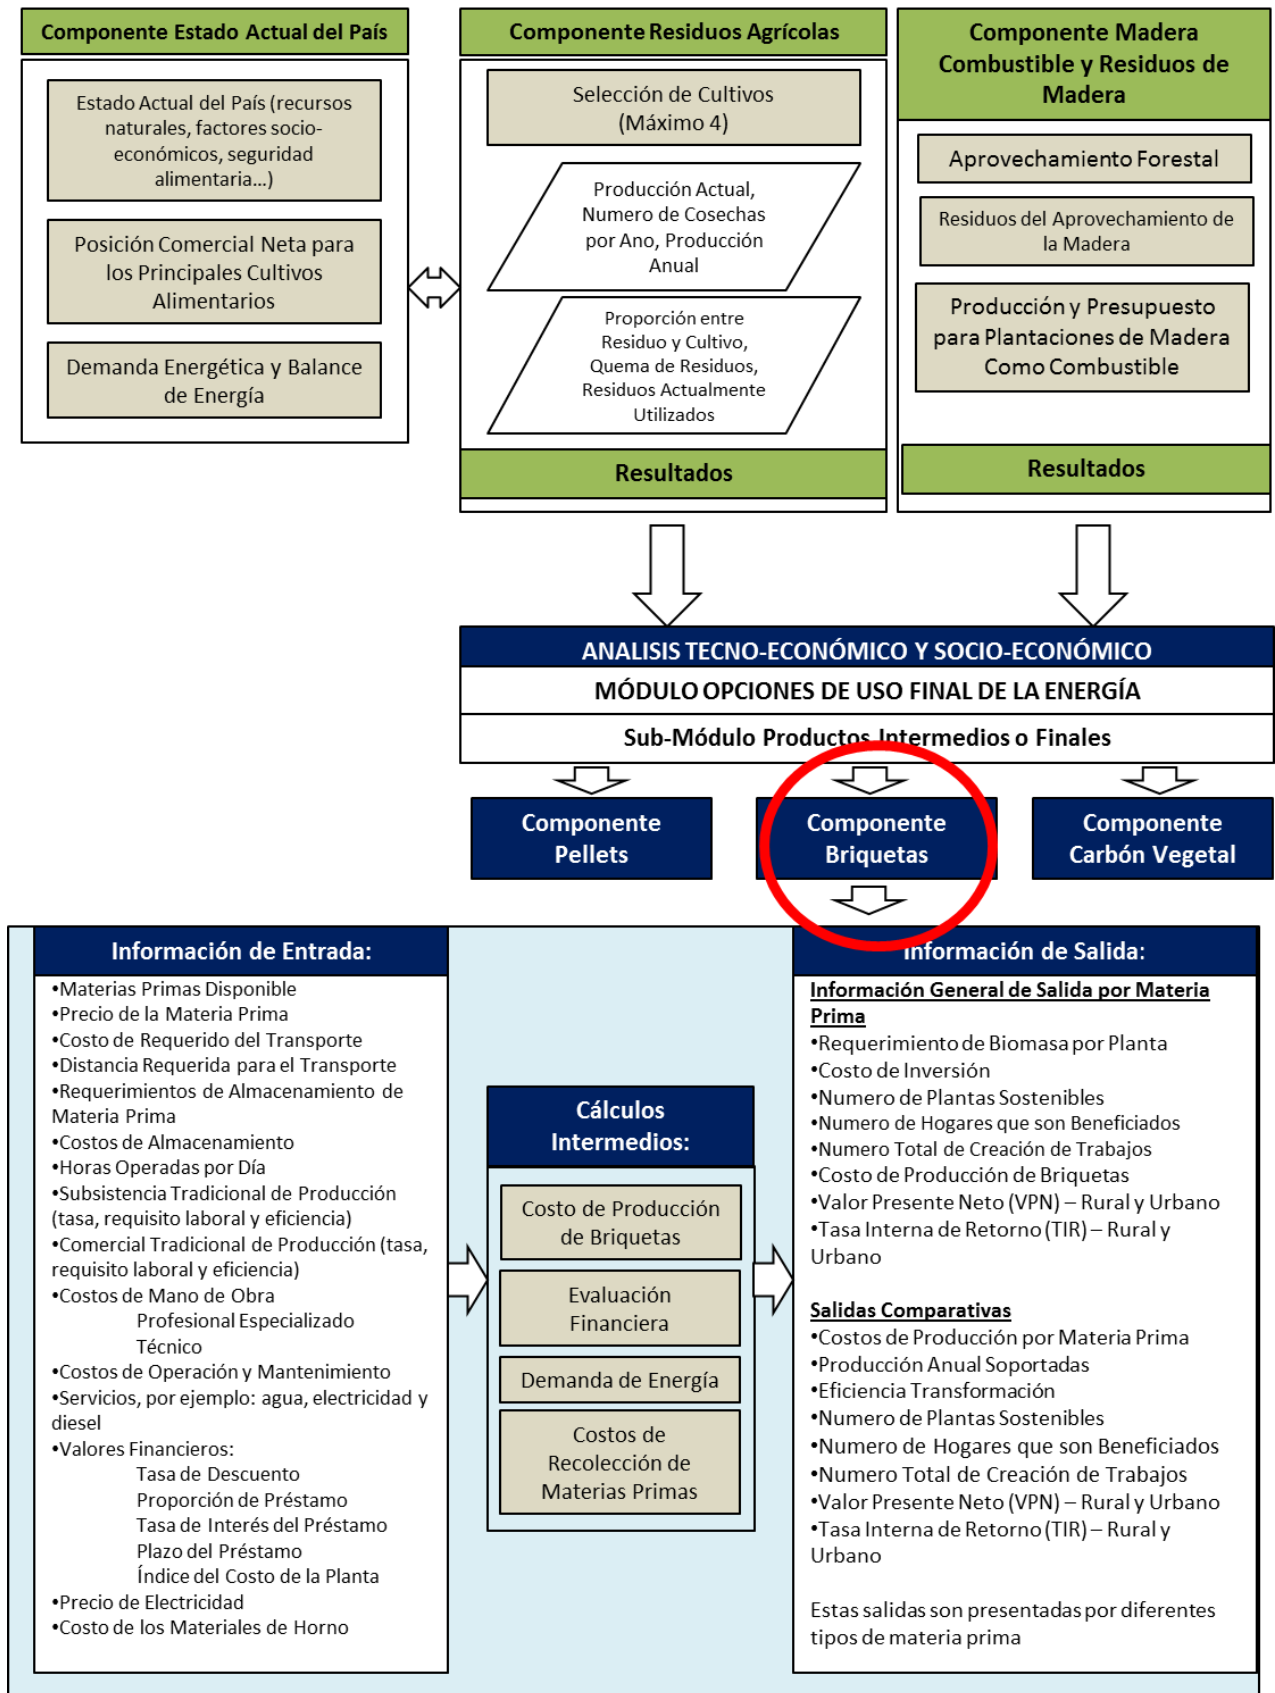 Componente Estado Actual del País
Estado Actual del País (recursos
naturales, factores socio-
económicos, seguridad
alimentaria...)
Posición Comercial Neta para
los Principales Cultivos
Alimentarios
Demanda Energética y Balance
de Energía
Componente Residuos Agrícolas
Selección de Cultivos
(Máximo 4)
Producción Actual,
Numero de Cosechas
por Ano, Producción
Anual
Proporción entre
Residuo y Cultivo,
Quema de Residuos,
Residuos Actualmente
Utilizados
Resultados
Componente Madera
Combustible y Residuos de
Madera
Aprovechamiento Forestal
Residuos del Aprovechamiento de
la Madera
Producción y Presupuesto
para Plantaciones de Madera
Como Combustible
Resultados
ANALISIS TECNO-ECONÓMICO Y SOCIO-ECONÓMICO
MÓDULO OPCIONES DE USO FINAL DE LA ENERGÍA
Sub-Módulo Productos Intermedios o Finales
Componente
Pellets
Componente
Briquetas
Componente
Carbón Vegetal
Información de Entrada:
•Materias Primas Disponible
•Precio de la Materia Prima
•Costo de Requerido del Transporte
•Distancia Requerida para el Transporte
•Requerimientos de Almacenamiento de
Materia Prima
•Costos de Almacenamiento
•Horas Operadas por Día
•Subsistencia Tradicional de Producción
(tasa, requisito laboral y eficiencia)
•Comercial Tradicional de Producción (tasa,
requisito laboral y eficiencia)
•Costos de Mano de Obra
Profesional Especializado
Técnico
•Costos de Operación y Mantenimiento
•Servicios, por ejemplo: agua, electricidad y
diesel
•Valores Financieros:
Tasa de Descuento
Proporción de Préstamo
Tasa de Interés del Préstamo
Plazo del Préstamo
Índice del Costo de la Planta
•Precio de Electricidad
•Costo de los Materiales de Horno
Cálculos
Intermedios:
Costo de Producción
de Briquetas
Evaluación
Financiera
Demanda de Energía
Costos de
Recolección de
Materias Primas
Información de Salida:
Información General de Salida por Materia
Prima
•Requerimiento de Biomasa por Planta
•Costo de Inversión
•Numero de Plantas Sostenibles
•Numero de Hogares que son Beneficiados
•Numero Total de Creación de Trabajos
•Costo de Producción de Briquetas
•Valor Presente Neto (VPN) – Rural y Urbano
•Tasa Interna de Retorno (TIR) – Rural y
Urbano
Salidas Comparativas
•Costos de Producción por Materia Prima
•Producción Anual Soportadas
•Eficiencia Transformación
•Numero de Plantas Sostenibles
•Numero de Hogares que son Beneficiados
•Numero Total de Creación de Trabajos
•Valor Presente Neto (VPN) – Rural y Urbano
•Tasa Interna de Retorno (TIR) – Rural y
Urbano
Estas salidas son presentadas por diferentes
tipos de materia prima